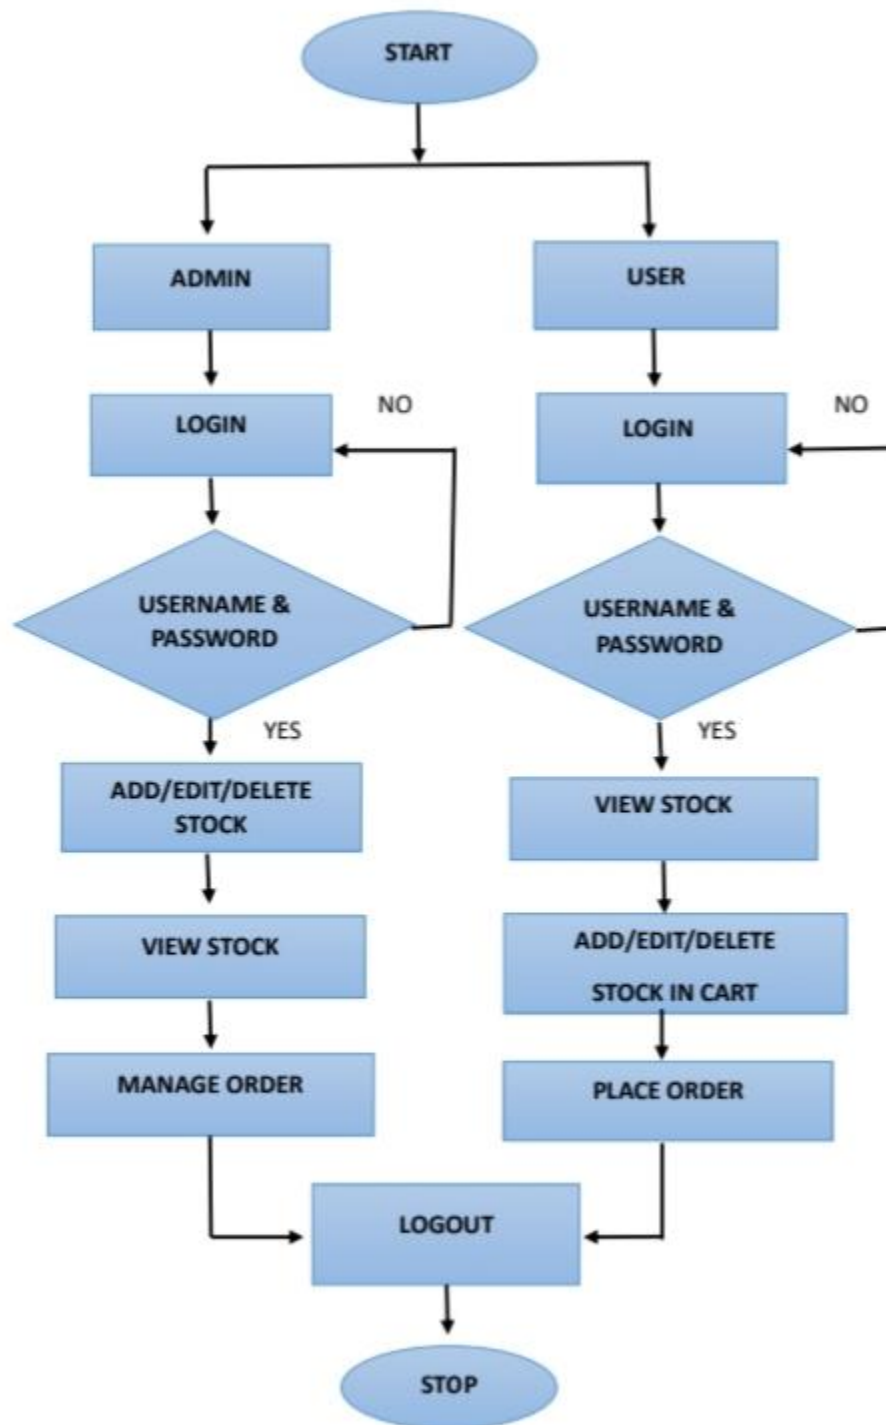 START
ADMIN
USER
LOGIN
NO
LOGIN
NO
USERNAME &
PASSWORD
USERNAME &
PASSWORD
YES
YES
ADD/EDIT/DELETE
STOCK
VIEW STOCK
VIEW STOCK
ADD/EDIT/DELETE
STOCK IN CART
MANAGE ORDER
PLACE ORDER
LOGOUT
STOP